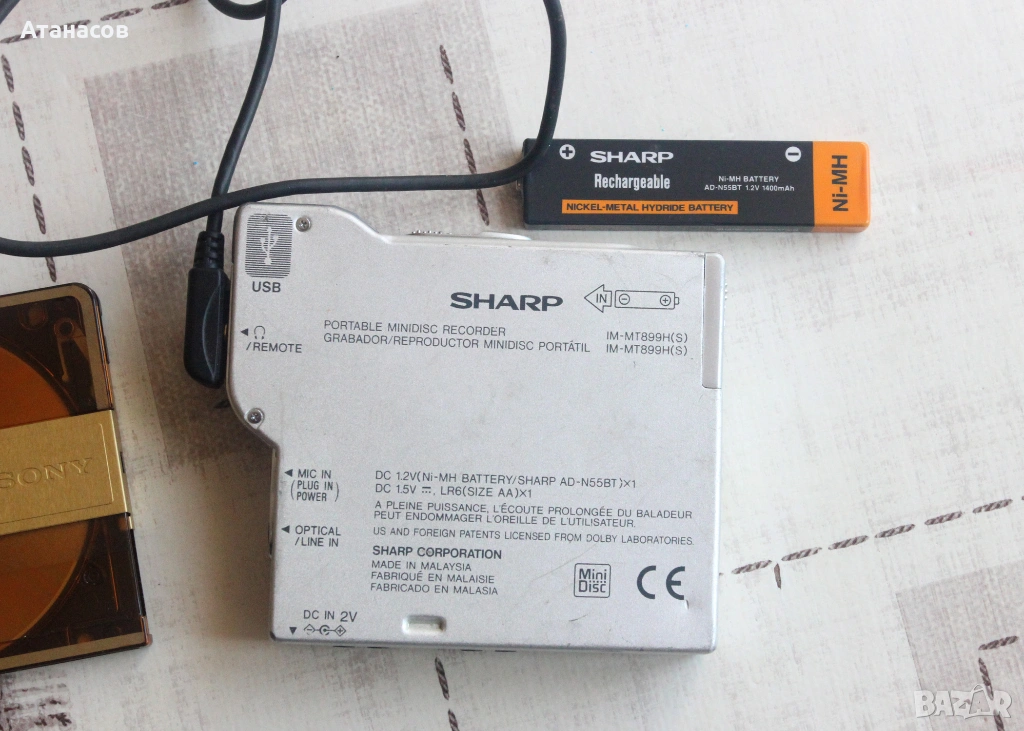 Атанасов
SHARP
Rechargeable
Ni-MH BATTERY
AD-N55BT 1.2V 1400mAh
NICKEL-METAL HYDRIDE BATTERY
Ni-MH
USB
SHARP
IN
PORTABLE MINIDISC RECORDER IM-MT899H(S)
GRABADOR/REPRODUCTOR MINIDISC PORTÁTIL IM-MT899H(S)
/REMOTE
SONY
MIC IN
(PLUG IN POWER)
OPTICAL
/LINE IN
DC 1.2V(Ni-MH BATTERY/SHARP AD-N55BT)×1
DC 1.5V ⎓, LR6(SIZE AA)×1
A PLEINE PUISSANCE, L'ÉCOUTE PROLONGÉE DU BALADEUR
PEUT ENDOMMAGER L'OREILLE DE L'UTILISATEUR.
US AND FOREIGN PATENTS LICENSED FROM DOLBY LABORATORIES.
SHARP CORPORATION
MADE IN MALAYSIA
FABRIQUÉ EN MALAISIE
FABRICADO EN MALASIA
Mini
Disc
CE
DC IN 2V
BAZAR